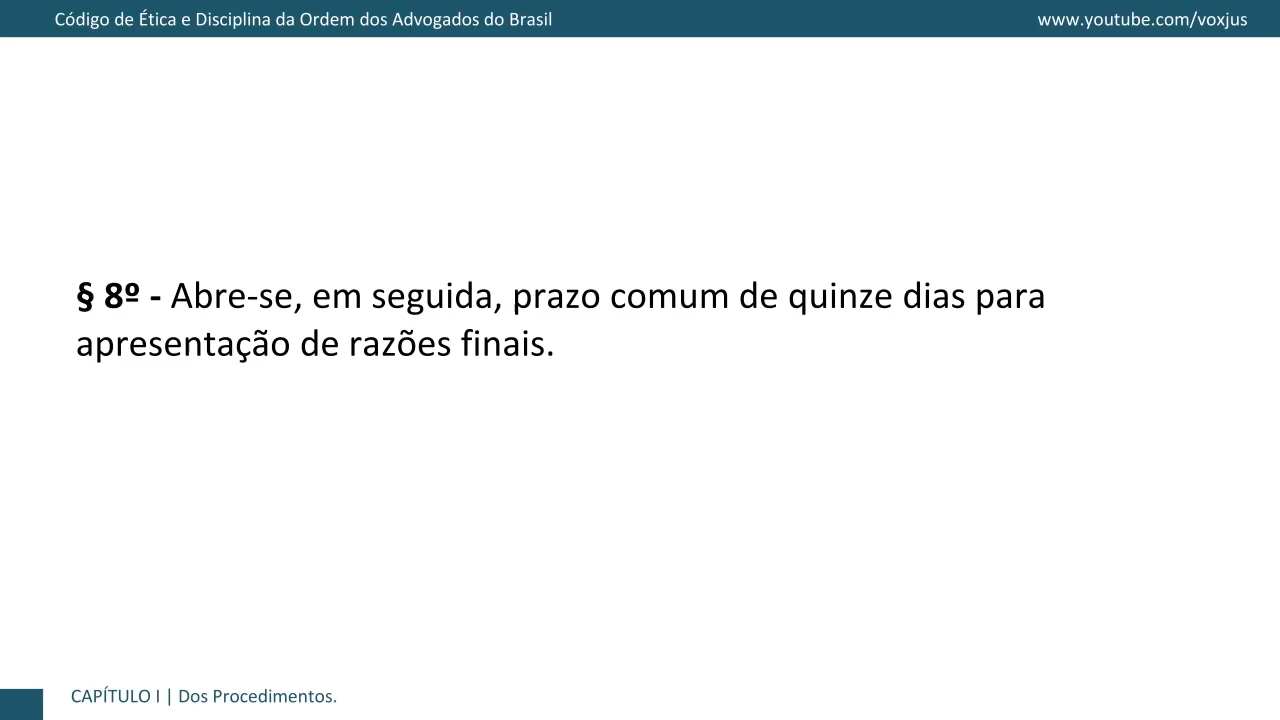 Código de Ética e Disciplina da Ordem dos Advogados do Brasil
www.youtube.com/voxjus
§ 8º - Abre-se, em seguida, prazo comum de quinze dias para
apresentação de razões finais.
CAPÍTULO I | Dos Procedimentos.